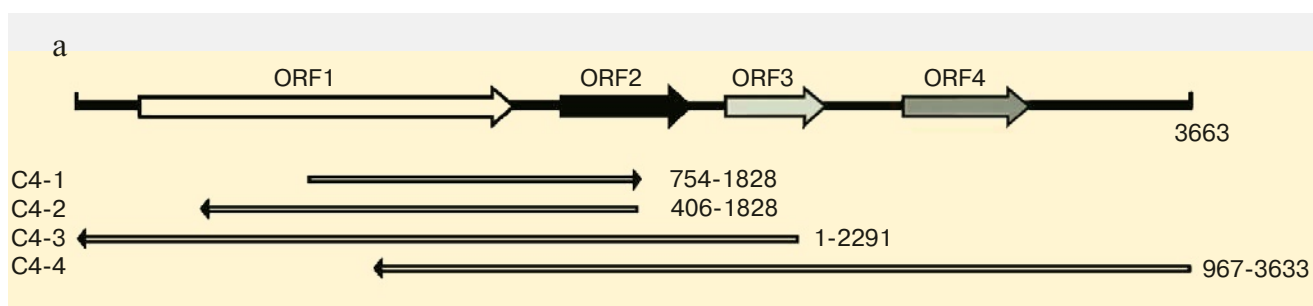 a
ORF1 ORF2 ORF3 ORF4
3663
C4-1 754-1828
C4-2 406-1828
C4-3 1-2291
C4-4 967-3633